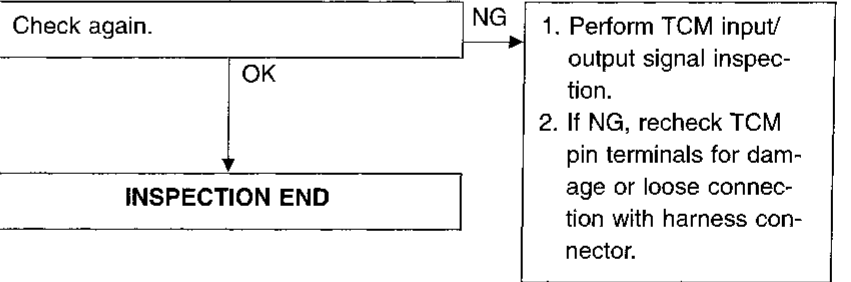 Check again.
NG
1. Perform TCM input/
output signal inspec-
tion.
2. If NG, recheck TCM
pin terminals for dam-
age or loose connec-
tion with harness con-
nector.
OK
INSPECTION END